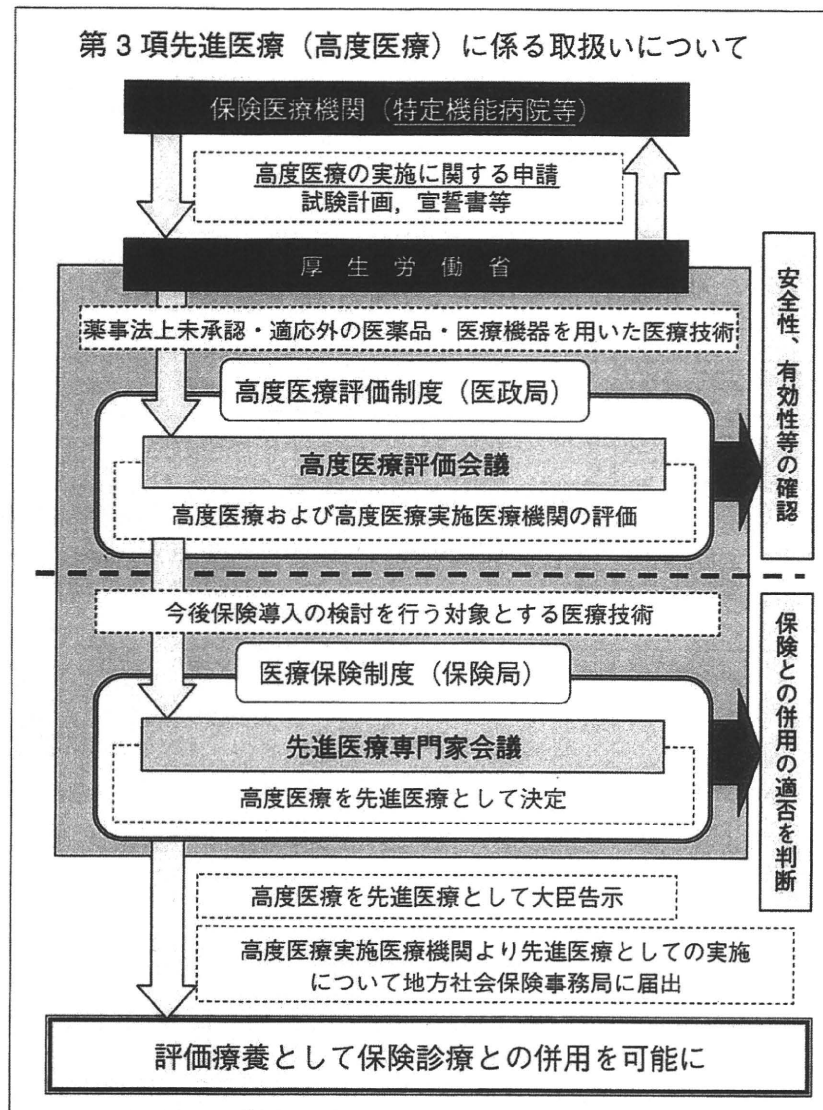 第3項先進医療（高度医療）に係る取扱いについて
保険医療機関（特定機能病院等）
高度医療の実施に関する申請
試験計画，宣誓書等
厚生労働省
薬事法上未承認・適応外の医薬品・医療機器を用いた医療技術
高度医療評価制度（医政局）
高度医療評価会議
高度医療および高度医療実施医療機関の評価
安全性、有効性等の確認
今後保険導入の検討を行う対象とする医療技術
医療保険制度（保険局）
先進医療専門家会議
高度医療を先進医療として決定
保険との併用の適否を判断
高度医療を先進医療として大臣告示
高度医療実施医療機関より先進医療としての実施
について地方社会保険事務局に届出
評価療養として保険診療との併用を可能に